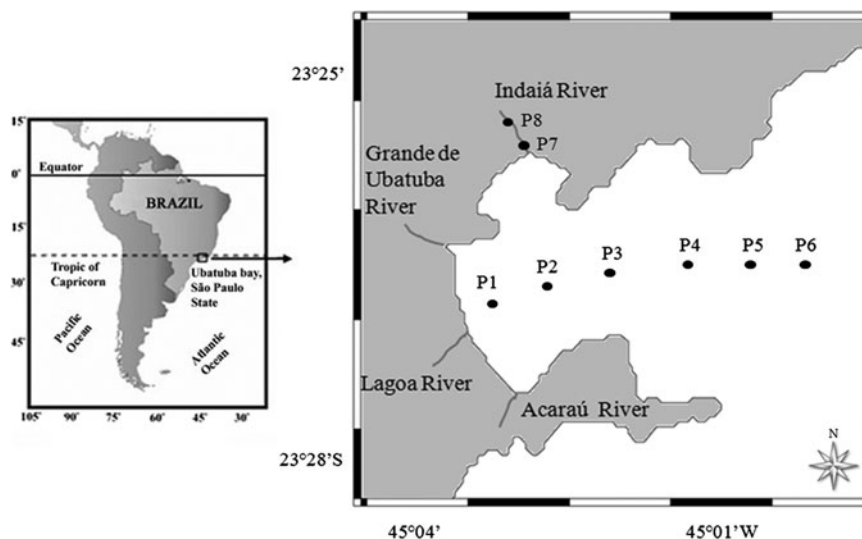 15˚
Equator
0˚
BRAZIL
15˚
Tropic of
Capricorn
30˚
Ubatuba bay,
São Paulo
State
Pacific
Ocean
Atlantic
Ocean
45˚
105˚ 90˚ 75˚ 60˚ 45˚ 30˚
23°25'
Indaiá River
P8
P7
Grande de
Ubatuba
River
P1
P2
P3
P4
P5
P6
Lagoa River
Acaraú River
23°28'S
N
45°04' 45°01'W